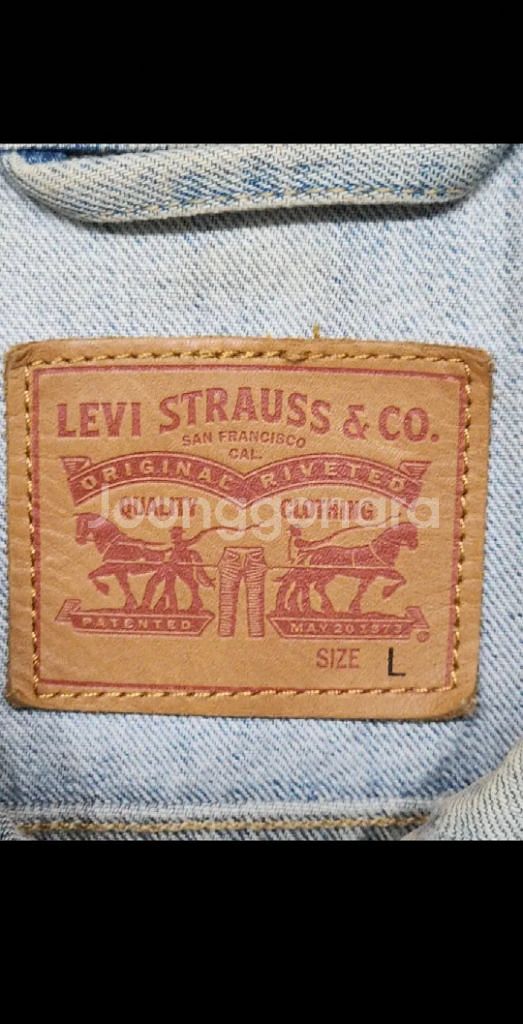 LEVI STRAUSS & CO.
SAN FRANCISCO
CAL.
ORIGINAL RIVETED
QUALITY CLOTHING
Joonggonara
PATENTED MAY 20 1873
®
SIZE L